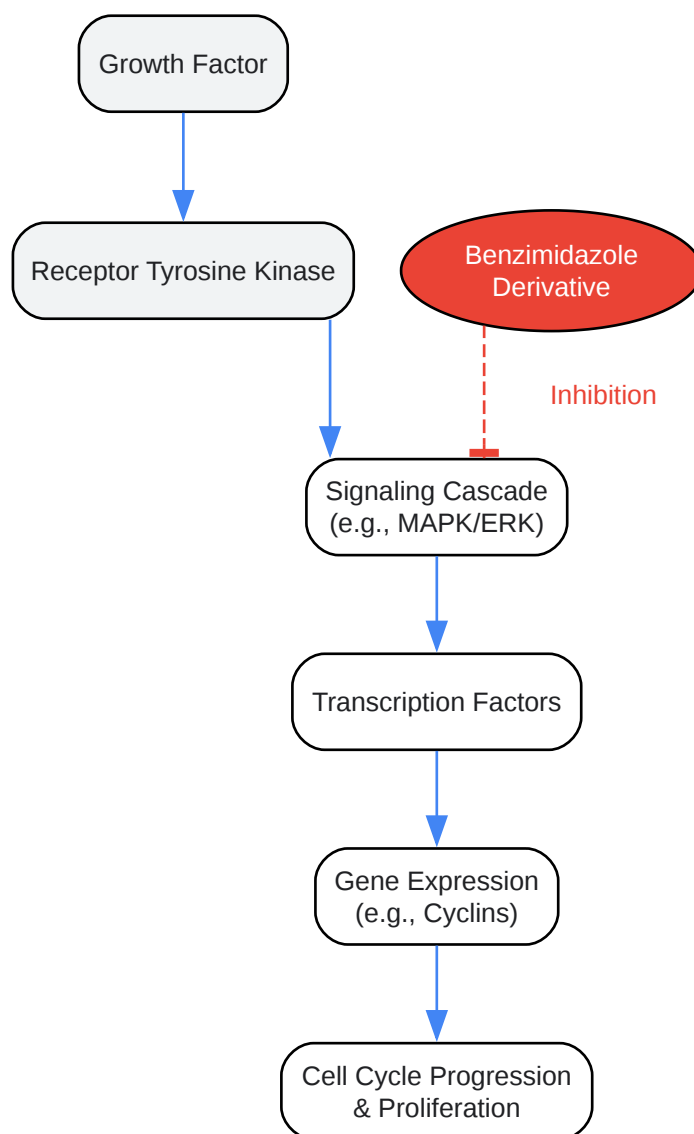 Growth Factor
Receptor Tyrosine Kinase
Benzimidazole
Derivative
Inhibition
Signaling Cascade
(e.g., MAPK/ERK)
Transcription Factors
Gene Expression
(e.g., Cyclins)
Cell Cycle Progression
& Proliferation